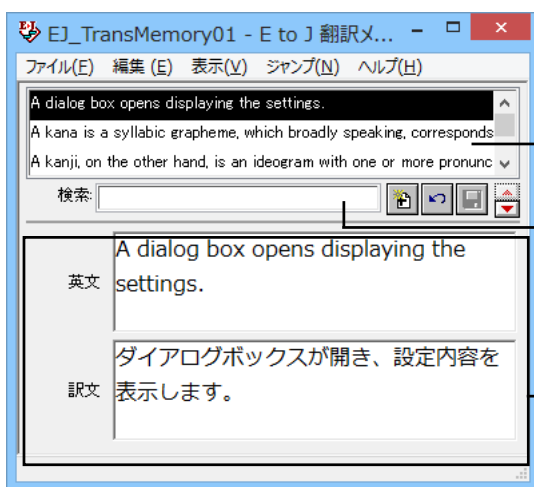 EJ_TransMemory01 - E to J 翻訳メ...
ファイル(F) 編集 (E) 表示(V) ジャンプ(N) ヘルプ(H)
A dialog box opens displaying the settings.
A kana is a syllabic grapheme, which broadly speaking, corresponds
A kanji, on the other hand, is an ideogram with one or more pronunc
検索:
英文
A dialog box opens displaying the
settings.
訳文
ダイアログボックスが開き、設定内容を
表示します。